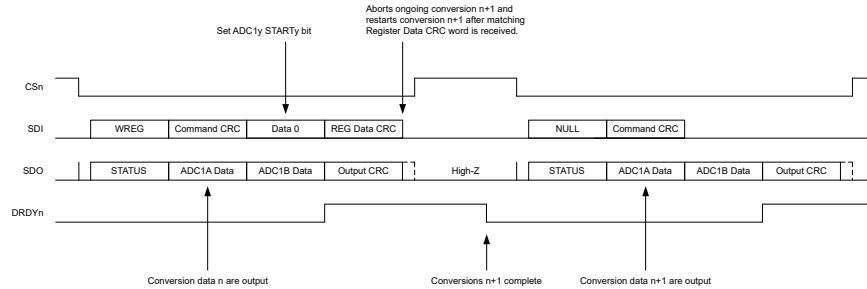 Aborts ongoing conversion n+1 and
restarts conversion n+1 after matching
Register Data CRC word is received.
Set ADC1y STARTy bit
CSn
SDI WREG Command CRC Data 0 REG Data CRC NULL Command CRC
SDO STATUS ADC1A Data ADC1B Data Output CRC High-Z STATUS ADC1A Data ADC1B Data Output CRC
DRDYn
Conversion data n are output Conversions n+1 complete Conversion data n+1 are output